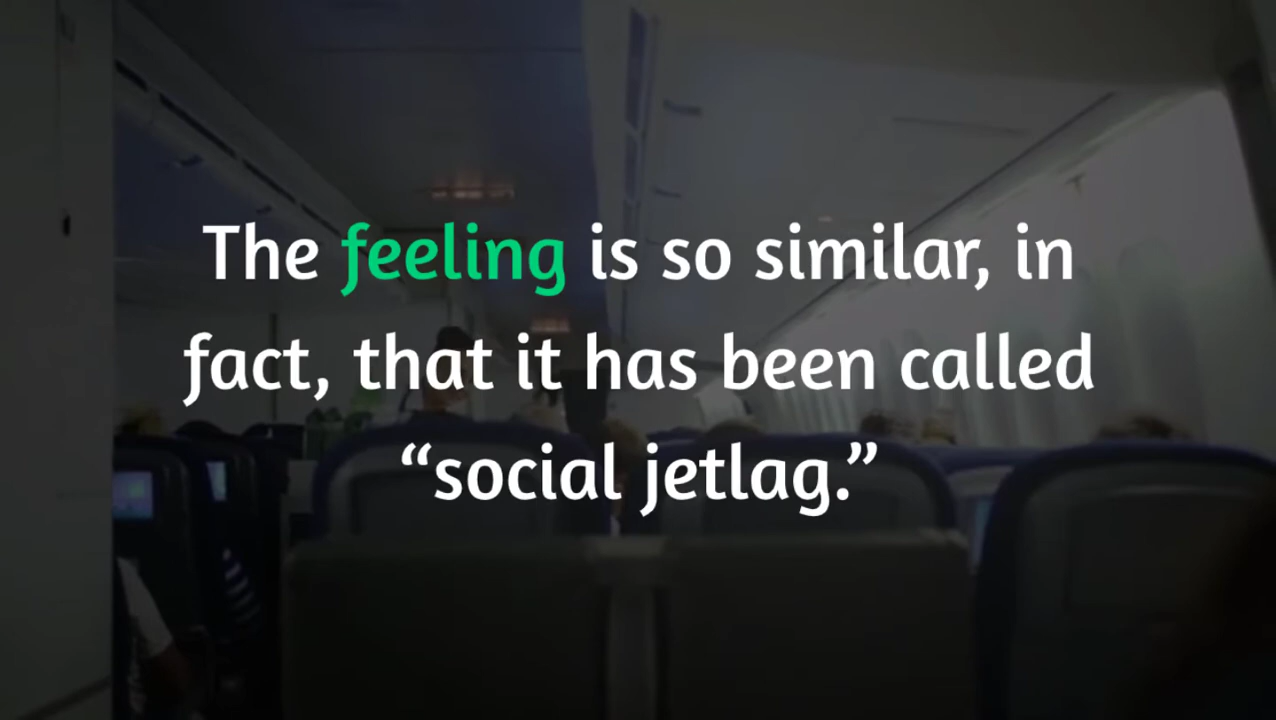 The feeling is so similar, in
fact, that it has been called
“social jetlag.”